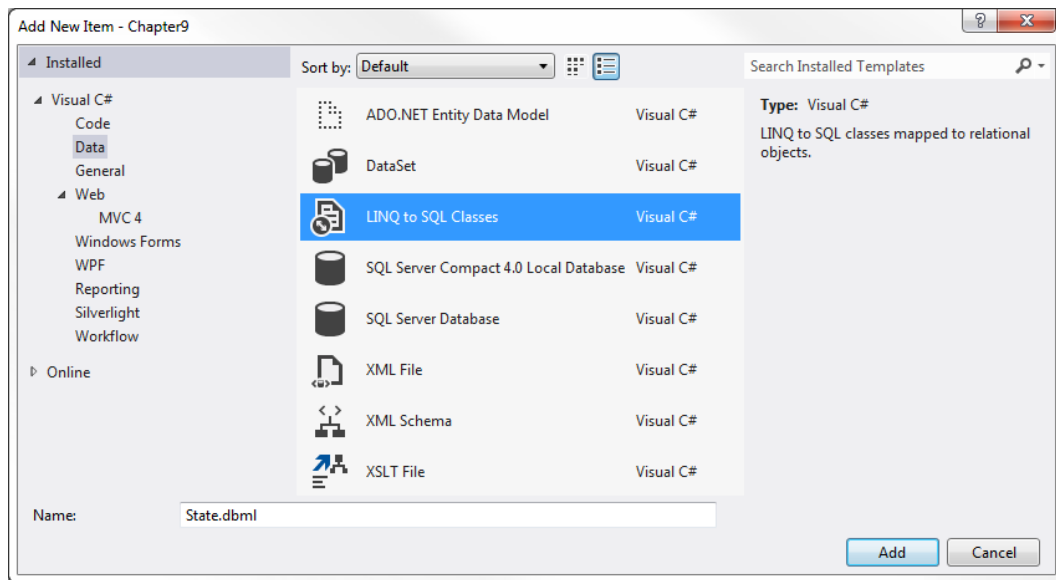 Add New Item - Chapter9
Installed
Sort by: Default
Search Installed Templates
Visual C#
Code
Data
General
Web
MVC 4
Windows Forms
WPF
Reporting
Silverlight
Workflow
Online
ADO.NET Entity Data Model Visual C#
DataSet Visual C#
LINQ to SQL Classes Visual C#
SQL Server Compact 4.0 Local Database Visual C#
SQL Server Database Visual C#
XML File Visual C#
XML Schema Visual C#
XSLT File Visual C#
Type: Visual C#
LINQ to SQL classes mapped to relational
objects.
Name: State.dbml
Add Cancel